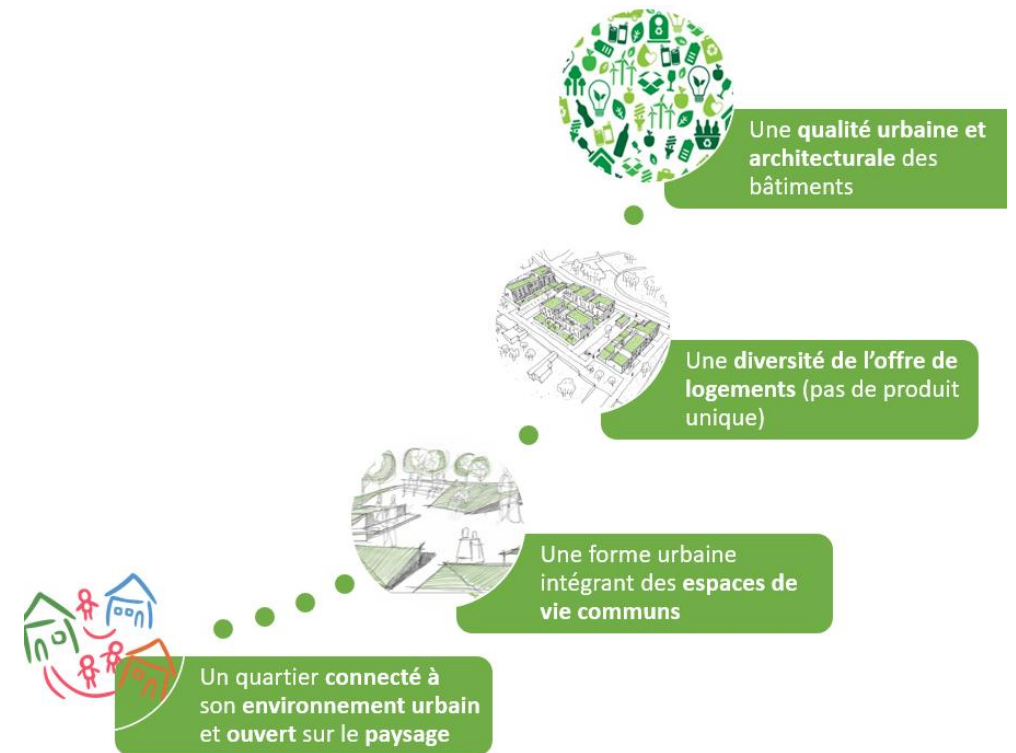 Une qualité urbaine et
architecturale des
bâtiments
Une diversité de l'offre de
logements (pas de produit
unique)
Une forme urbaine
intégrant des espaces de
vie communs
Un quartier connecté à
son environnement urbain
et ouvert sur le paysage